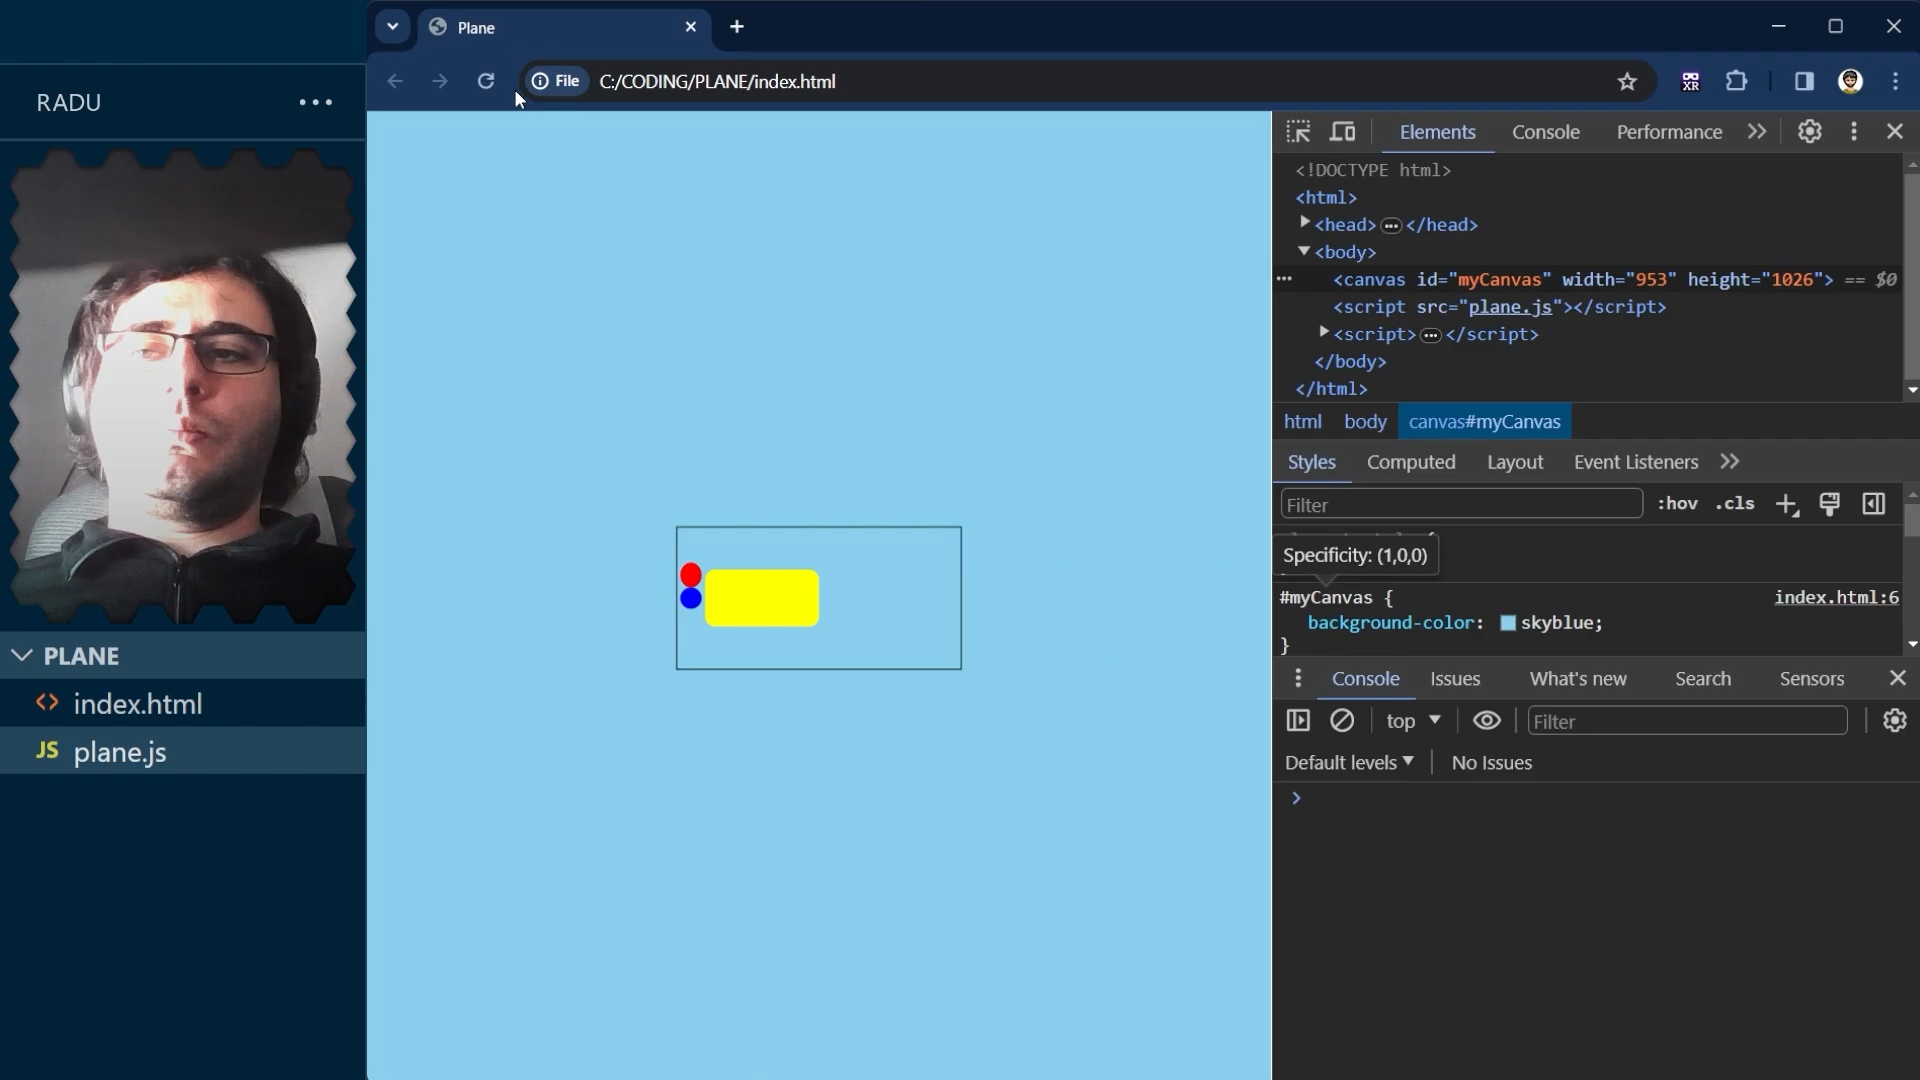 Plane
File
C:/CODING/PLANE/index.html
XR
RADU
PLANE
index.html
JS plane.js
Elements
Console
Performance
<!DOCTYPE html>
<html>
<head>…</head>
<body>
<canvas id="myCanvas" width="953" height="1026"> == $0
<script src="plane.js"></script>
<script>…</script>
</body>
</html>
html
body
canvas#myCanvas
Styles
Computed
Layout
Event Listeners
Filter
:hov
.cls
Specificity: (1,0,0)
#myCanvas {
index.html:6
background-color: skyblue;
}
Console
Issues
What's new
Search
Sensors
top
Filter
Default levels
No Issues